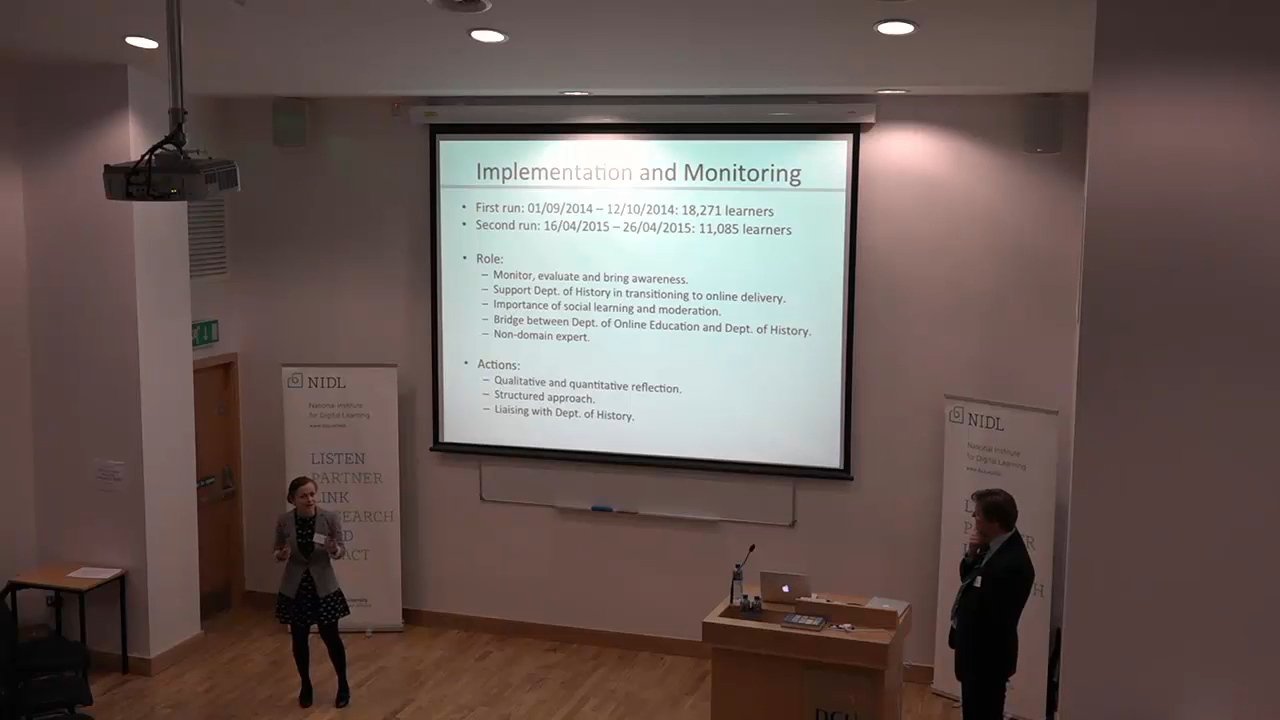 Implementation and Monitoring
• First run: 01/09/2014 – 12/10/2014: 18,271 learners
• Second run: 16/04/2015 – 26/04/2015: 11,085 learners
• Role:
– Monitor, evaluate and bring awareness.
– Support Dept. of History in transitioning to online delivery.
– Importance of social learning and moderation.
– Bridge between Dept. of Online Education and Dept. of History.
– Non-domain expert.
• Actions:
– Qualitative and quantitative reflection.
– Structured approach.
– Liaising with Dept. of History.
NIDL
National Institute
for Digital Learning
LISTEN
PARTNER
LINK
NIDL
National Institute
for Digital Learning
DCU